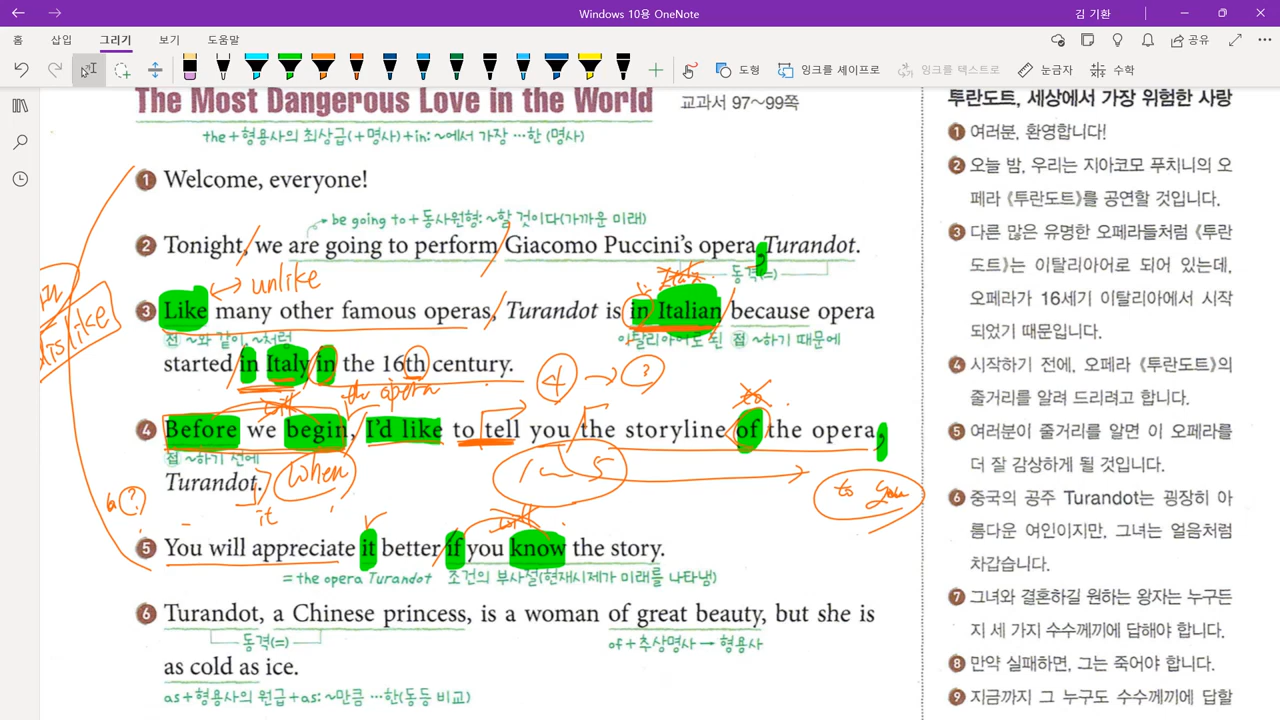 Windows 10용 OneNote
김 기환
홈 삽입 그리기 보기 도움말
공유
도형 잉크를 셰이프로 잉크를 텍스트로 눈금자 수학
The Most Dangerous Love in the World 교과서 97~99쪽
the+형용사의 최상급(+명사)+in: ~에서 가장 …한 (명사)
1 Welcome, everyone!
be going to+동사원형: ~할 것이다(가까운 미래)
2 Tonight, we are going to perform Giacomo Puccini's opera, Turandot.
동격(=)
unlike
3 Like many other famous operas, Turandot is in Italian because opera
전 ~와 같이, ~처럼 이탈리아어로 된 접 ~하기 때문에
dislike
started in Italy in the 16th century.
4 → ?
the opera
will
to
4 Before we begin, I'd like to tell you the storyline of the opera,
접 ~하기 전에
when
Turandot.
to you
it
will
5 You will appreciate it better if you know the story.
= the opera Turandot 조건의 부사절(현재시제가 미래를 나타냄)
6 Turandot, a Chinese princess, is a woman of great beauty, but she is
동격(=) of+추상명사 → 형용사
as cold as ice.
as+형용사의 원급+as: ~만큼 …한(동등 비교)
투란도트, 세상에서 가장 위험한 사랑
1 여러분, 환영합니다!
2 오늘 밤, 우리는 지아코모 푸치니의 오
페라 《투란도트》를 공연할 것입니다.
3 다른 많은 유명한 오페라들처럼 《투란
도트》는 이탈리아어로 되어 있는데,
오페라가 16세기 이탈리아에서 시작
되었기 때문입니다.
4 시작하기 전에, 오페라 《투란도트》의
줄거리를 알려 드리려고 합니다.
5 여러분이 줄거리를 알면 이 오페라를
더 잘 감상하게 될 것입니다.
6 중국의 공주 Turandot는 굉장히 아
름다운 여인이지만, 그녀는 얼음처럼
차갑습니다.
7 그녀와 결혼하길 원하는 왕자는 누구든
지 세 가지 수수께끼에 답해야 합니다.
8 만약 실패하면, 그는 죽어야 합니다.
9 지금까지 그 누구도 수수께끼에 답할